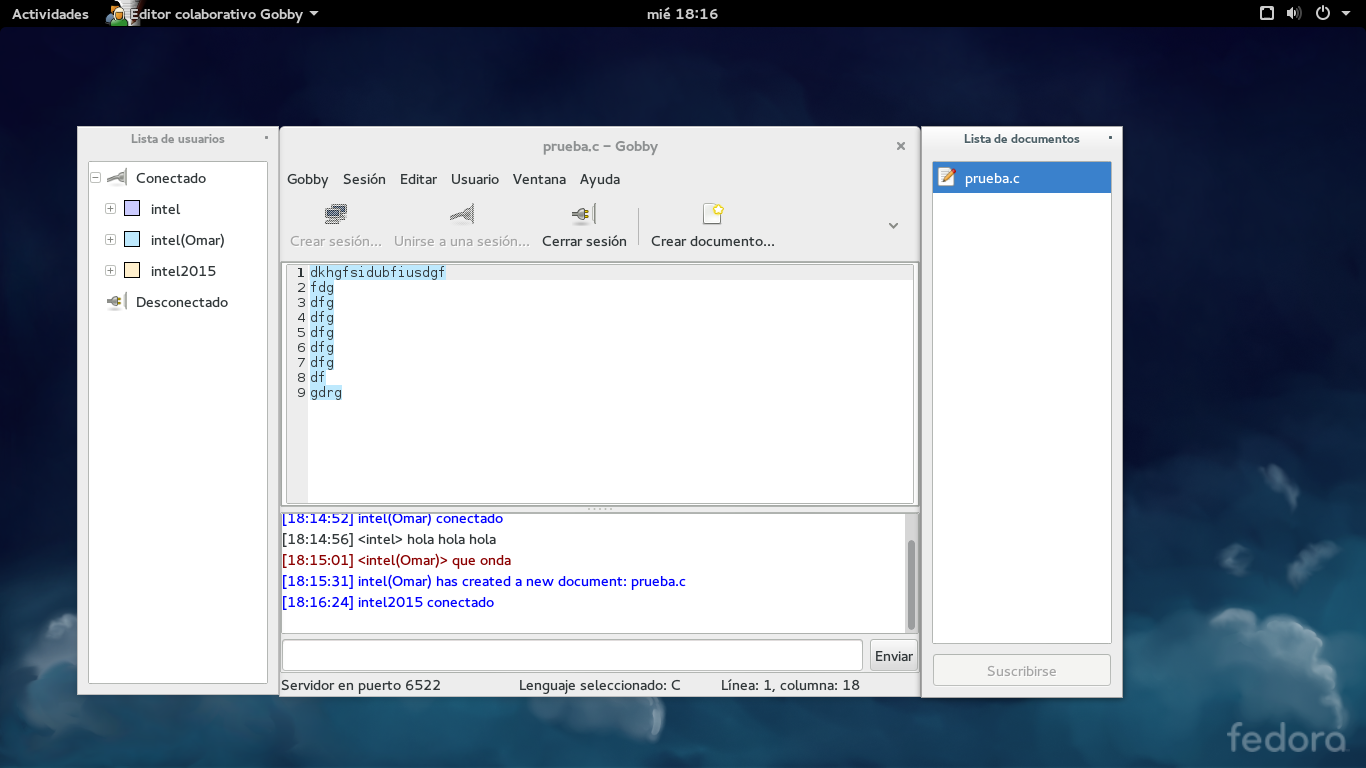 Actividades Editor colaborativo Gobby mié 18:16
Lista de usuarios
Conectado
intel
intel(Omar)
intel2015
Desconectado
prueba.c – Gobby
Gobby Sesión Editar Usuario Ventana Ayuda
Crear sesión... Unirse a una sesión... Cerrar sesión Crear documento...
1 dkhgfsidubfiusdgf
2 fdg
3 dfg
4 dfg
5 dfg
6 dfg
7 dfg
8 df
9 gdrg
[18:14:52] intel(Omar) conectado
[18:14:56] <intel> hola hola hola
[18:15:01] <intel(Omar)> que onda
[18:15:31] intel(Omar) has created a new document: prueba.c
[18:16:24] intel2015 conectado
Enviar
Servidor en puerto 6522 Lenguaje seleccionado: C Línea: 1, columna: 18
Lista de documentos
prueba.c
Suscribirse
fedora